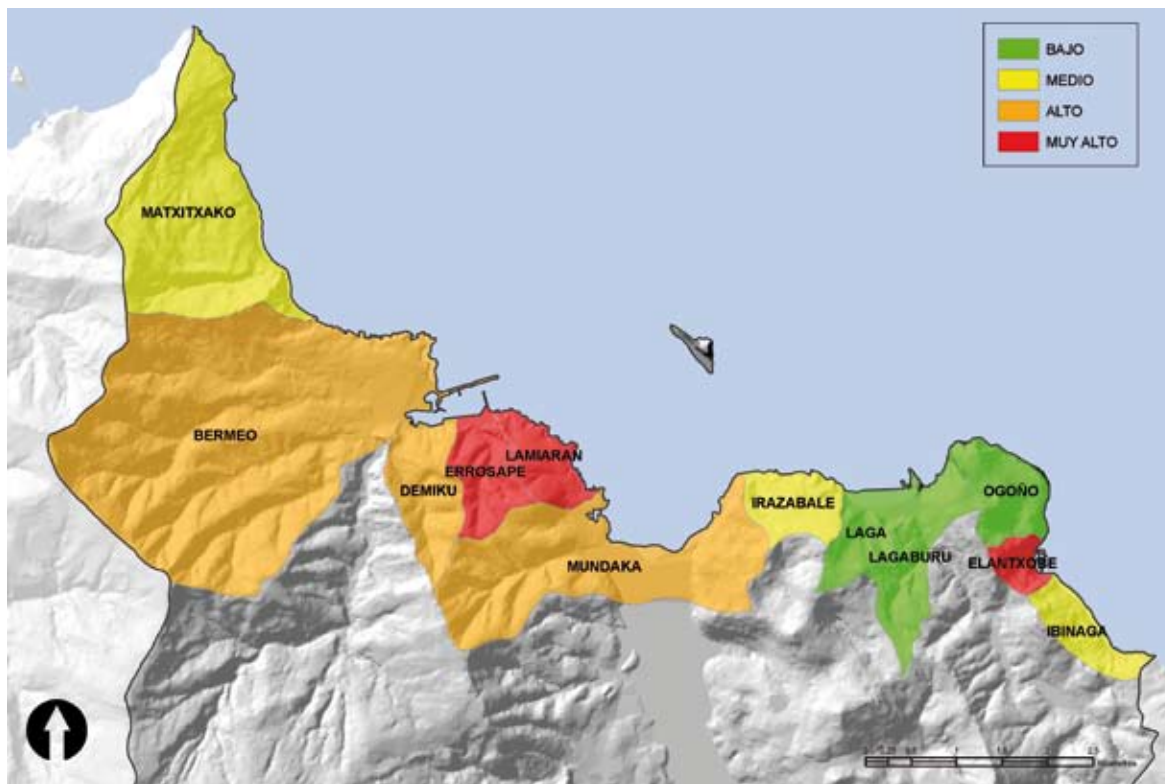 BAJO
MEDIO
ALTO
MUY ALTO
MATXITXAKO
BERMEO
LAMIARAN
ERROSAPE
DEMIKU
MUNDAKA
IRAZABALE
OGOÑO
LAGA
LAGABURU
ELANTXOBE
IBINAGA